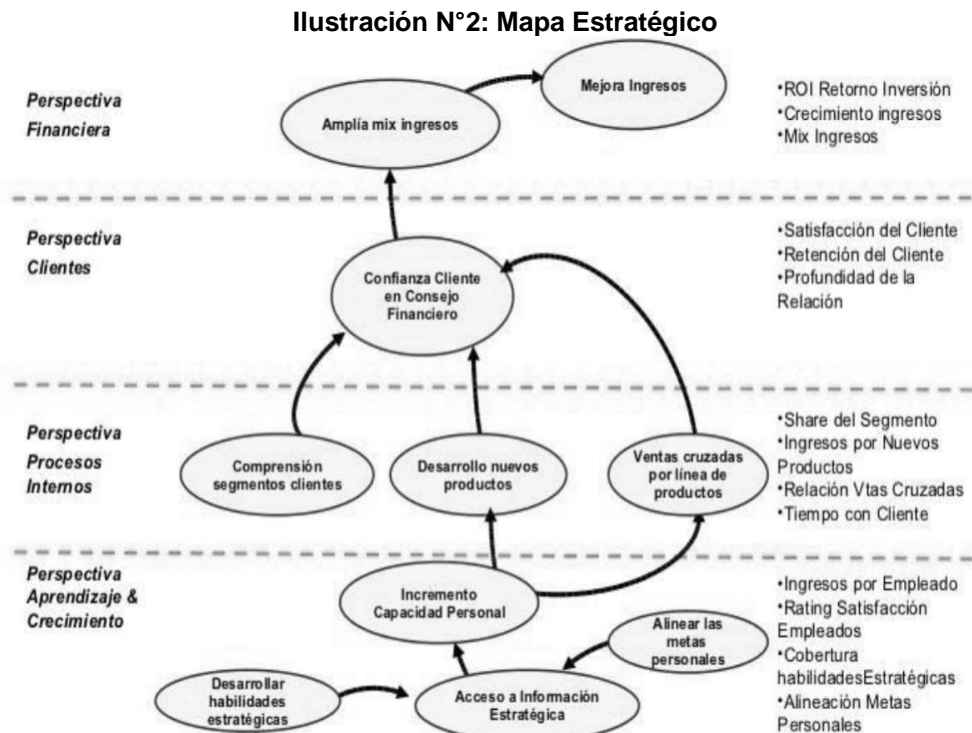 Ilustración N°2: Mapa Estratégico
Perspectiva
Financiera
Amplía mix ingresos
Mejora Ingresos
•ROI Retorno Inversión
•Crecimiento ingresos
•Mix Ingresos
Perspectiva
Clientes
Confianza Cliente
en Consejo
Financiero
•Satisfacción del Cliente
•Retención del Cliente
•Profundidad de la
Relación
Perspectiva
Procesos
Internos
Comprensión
segmentos clientes
Desarrollo nuevos
productos
Ventas cruzadas
por línea de
productos
•Share del Segmento
•Ingresos por Nuevos
Productos
•Relación Vtas Cruzadas
•Tiempo con Cliente
Perspectiva
Aprendizaje &
Crecimiento
Incremento
Capacidad Personal
Alinear las
metas
personales
Desarrollar
habilidades
estratégicas
Acceso a Información
Estratégica
•Ingresos por Empleado
•Rating Satisfacción
Empleados
•Cobertura
habilidadesEstratégicas
•Alineación Metas
Personales